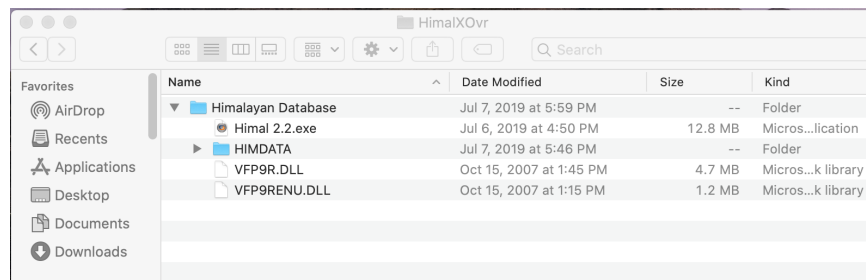 HimalXOvr
Search
Favorites
AirDrop
Recents
Applications
Desktop
Documents
Downloads
Name Date Modified Size Kind
Himalayan Database Jul 7, 2019 at 5:59 PM -- Folder
Himal 2.2.exe Jul 6, 2019 at 4:50 PM 12.8 MB Micros...lication
HIMDATA Jul 7, 2019 at 5:46 PM -- Folder
VFP9R.DLL Oct 15, 2007 at 1:45 PM 4.7 MB Micros...k library
VFP9RENU.DLL Oct 15, 2007 at 1:15 PM 1.2 MB Micros...k library